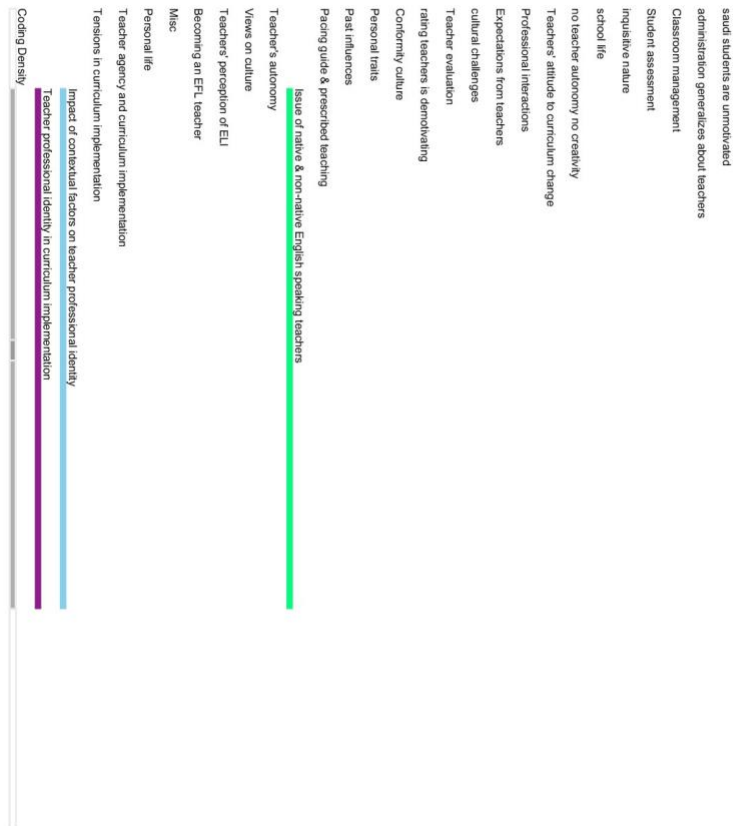 saudi students are unmotivated
administration generalizes about teachers
Classroom management
Student assessment
inquisitive nature
school life
no teacher autonomy no creativity
Teachers' attitude to curriculum change
Professional interactions
Expectations from teachers
cultural challenges
Teacher evaluation
rating teachers is demotivating
Conformity culture
Personal traits
Past influences
Pacing guide & prescribed teaching
Issue of native & non-native English speaking teachers
Teacher's autonomy
Views on culture
Teachers' perception of ELI
Becoming an EFL teacher
Misc
Personal life
Teacher agency and curriculum implementation
Tensions in curriculum implementation
Impact of contextual factors on teacher professional identity
Teacher professional identity in curriculum implementation
Coding Density